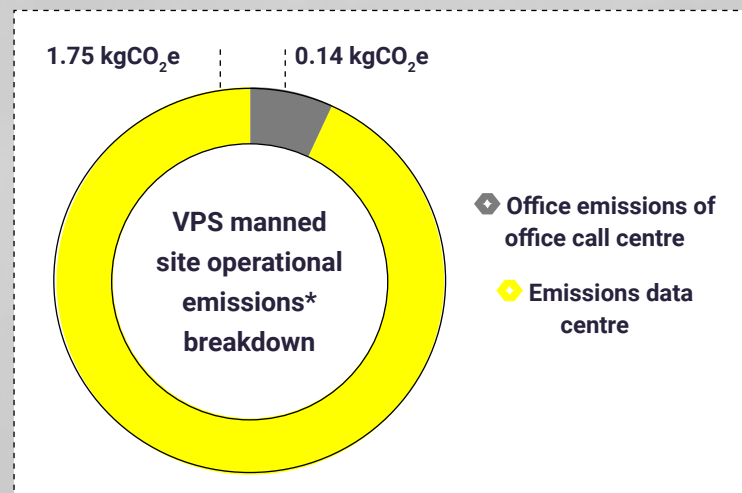 1.75 kgCO₂e
0.14 kgCO₂e
VPS manned
site operational
emissions*
breakdown
Office emissions of
office call centre
Emissions data
centre